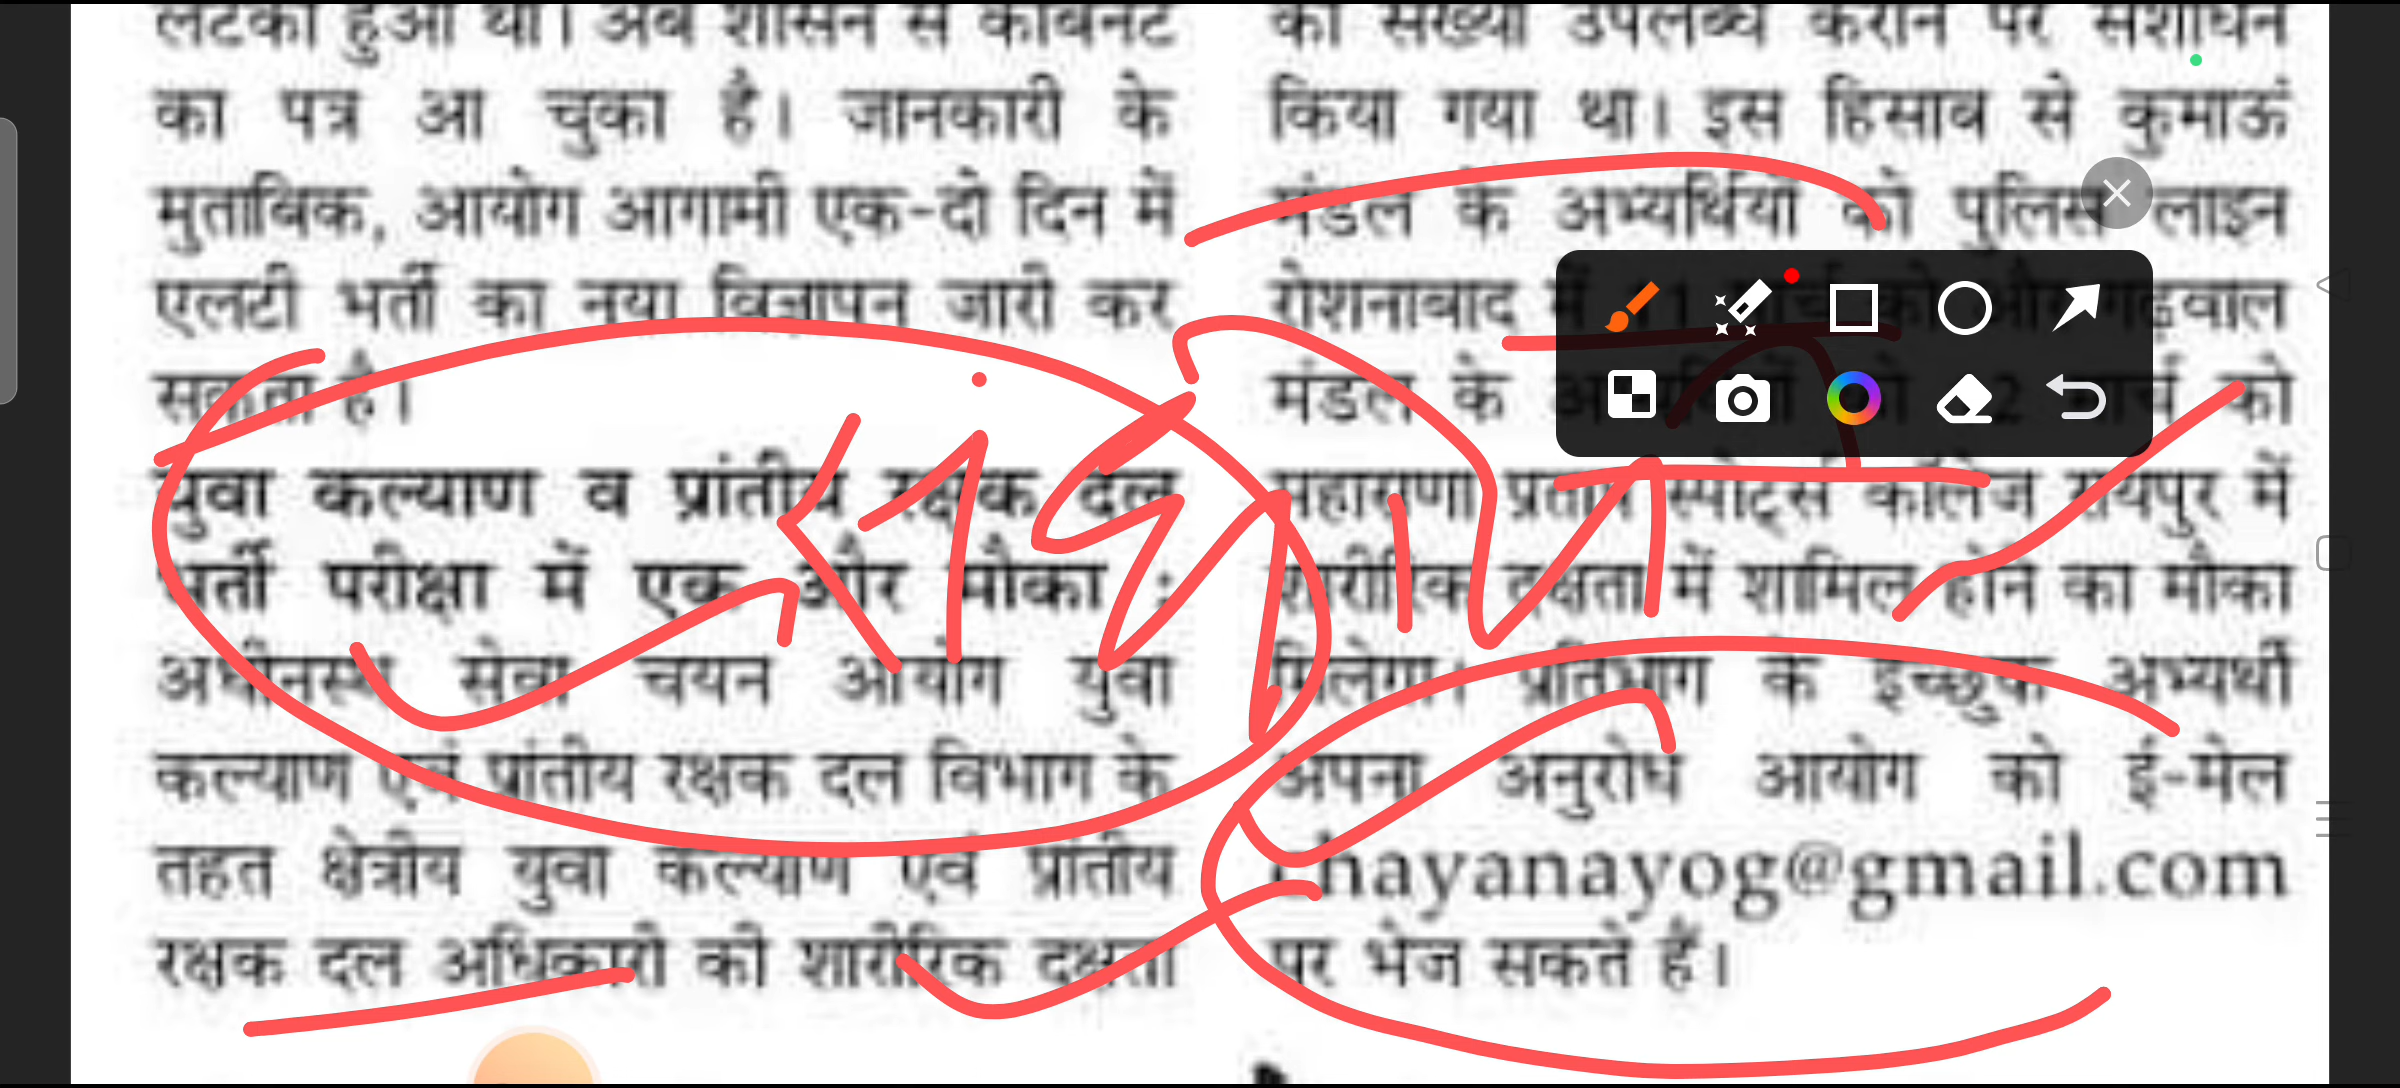 लटका हुआ था। अब शासन से कैबिनेट
का पत्र आ चुका है। जानकारी के
मुताबिक, आयोग आगामी एक-दो दिन में
एलटी भर्ती का नया विज्ञापन जारी कर
सकता है।
युवा कल्याण व प्रांतीय रक्षक दल
भर्ती परीक्षा में एक और मौका :
अधीनस्थ सेवा चयन आयोग युवा
कल्याण एवं प्रांतीय रक्षक दल विभाग के
तहत क्षेत्रीय युवा कल्याण एवं प्रांतीय
रक्षक दल अधिकारी की शारीरिक दक्षता
की संख्या उपलब्ध कराने पर संशोधन
किया गया था। इस हिसाब से कुमाऊं
मंडल के अभ्यर्थियों को पुलिस लाइन
रोशनाबाद में मार्च को और गढ़वाल
मंडल के को मार्च को
महाराणा प्रताप स्पोर्ट्स कॉलेज रायपुर में
शारीरिक दक्षता में शामिल होने का मौका
मिलेगा। प्रतिभाग के इच्छुक अभ्यर्थी
अपना अनुरोध आयोग को ई-मेल
chayanayog@gmail.com
पर भेज सकते हैं।